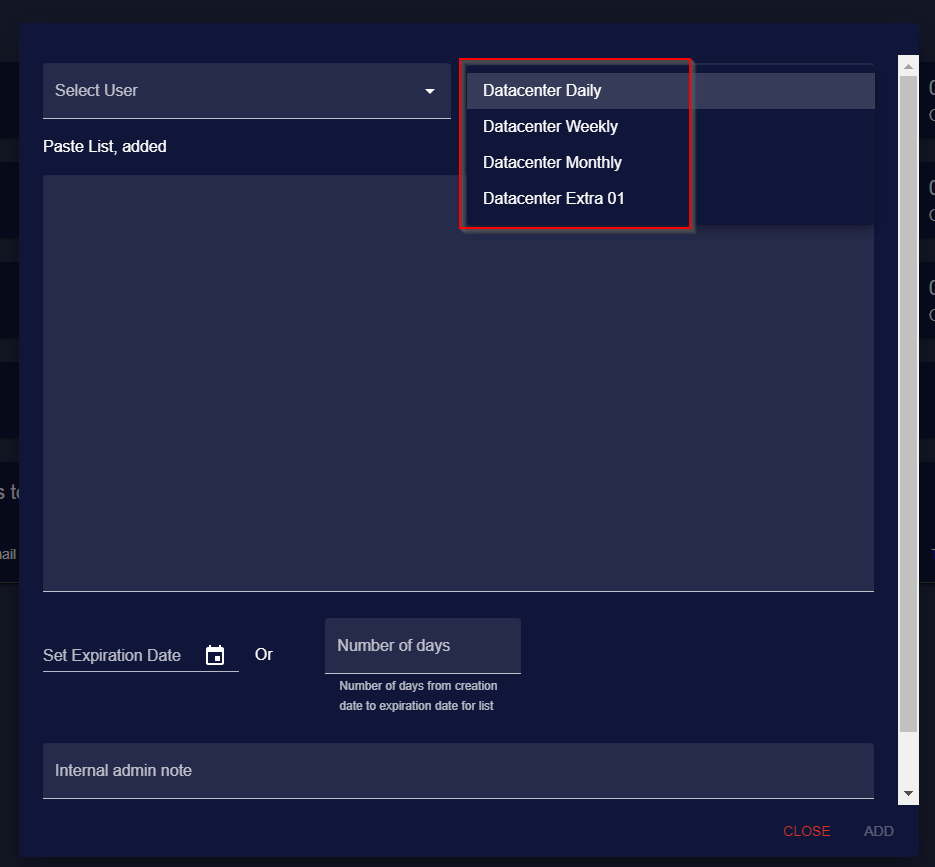 Select User
Datacenter Daily
Datacenter Weekly
Datacenter Monthly
Datacenter Extra 01
Paste List, added
Set Expiration Date
Or
Number of days
Number of days from creation
date to expiration date for list
Internal admin note
CLOSE
ADD